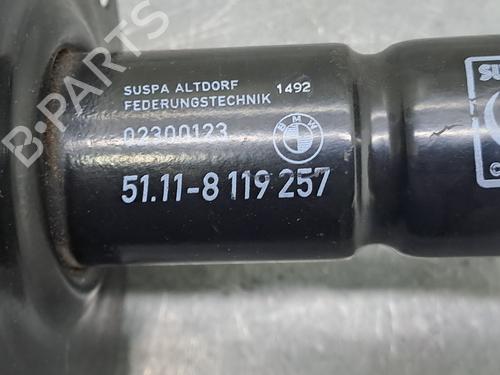 SUSPA ALTDORF 1492
FEDERUNGSTECHNIK
02300123
BMW
51.11-8 119 257
B-PARTS